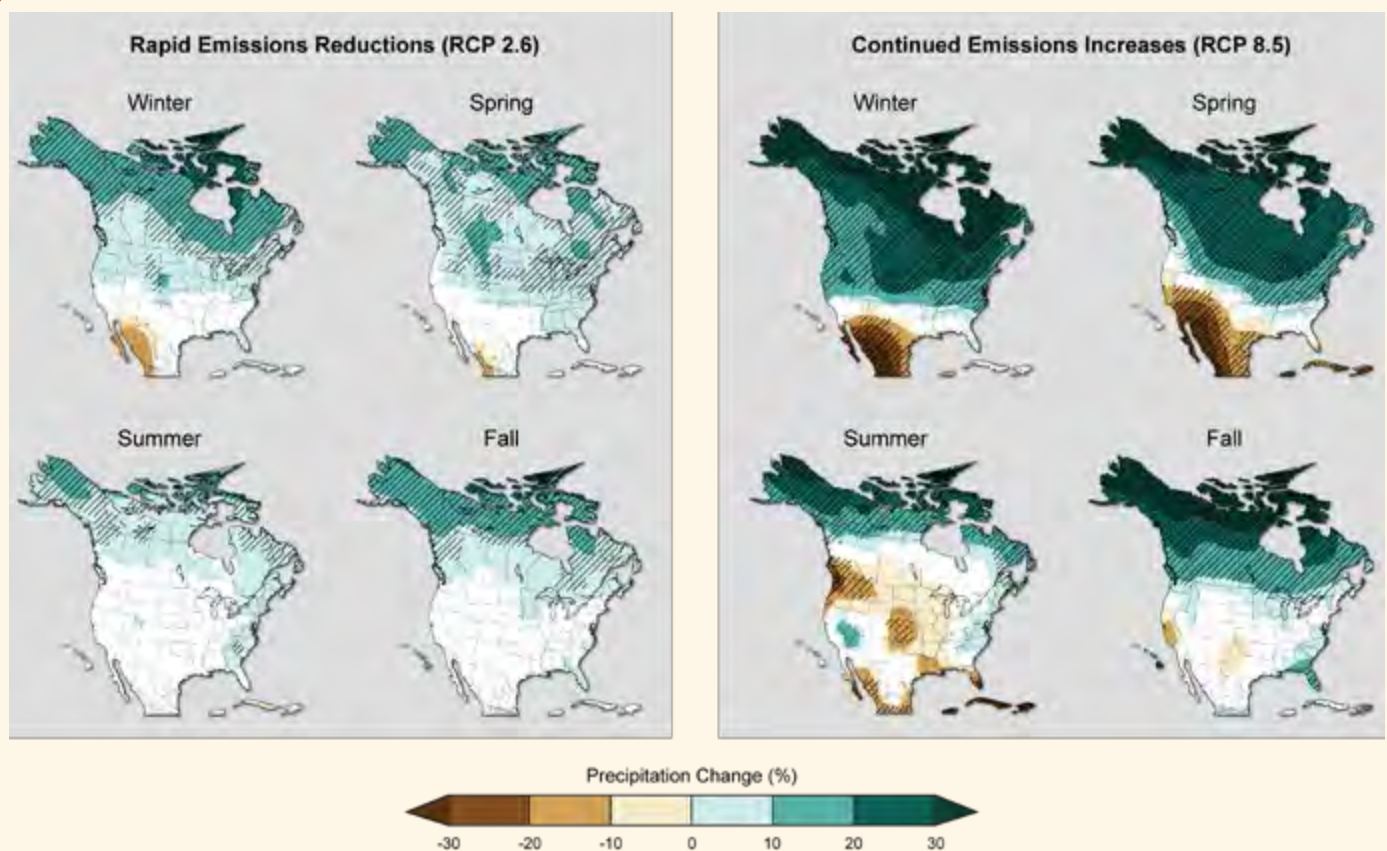 Rapid Emissions Reductions (RCP 2.6)
Winter
Spring
Summer
Fall
Continued Emissions Increases (RCP 8.5)
Winter
Spring
Summer
Fall
Precipitation Change (%)
-30 -20 -10 0 10 20 30